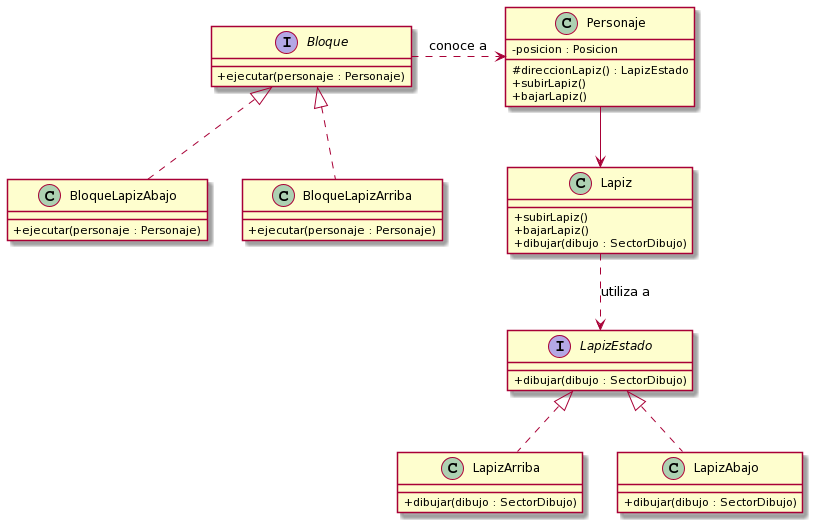 Bloque
+ejecutar(personaje : Personaje)
conoce a
Personaje
-posicion : Posicion
#direccionLapiz() : LapizEstado
+subirLapiz()
+bajarLapiz()
BloqueLapizAbajo
+ejecutar(personaje : Personaje)
BloqueLapizArriba
+ejecutar(personaje : Personaje)
Lapiz
+subirLapiz()
+bajarLapiz()
+dibujar(dibujo : SectorDibujo)
utiliza a
LapizEstado
+dibujar(dibujo : SectorDibujo)
LapizArriba
+dibujar(dibujo : SectorDibujo)
LapizAbajo
+dibujar(dibujo : SectorDibujo)